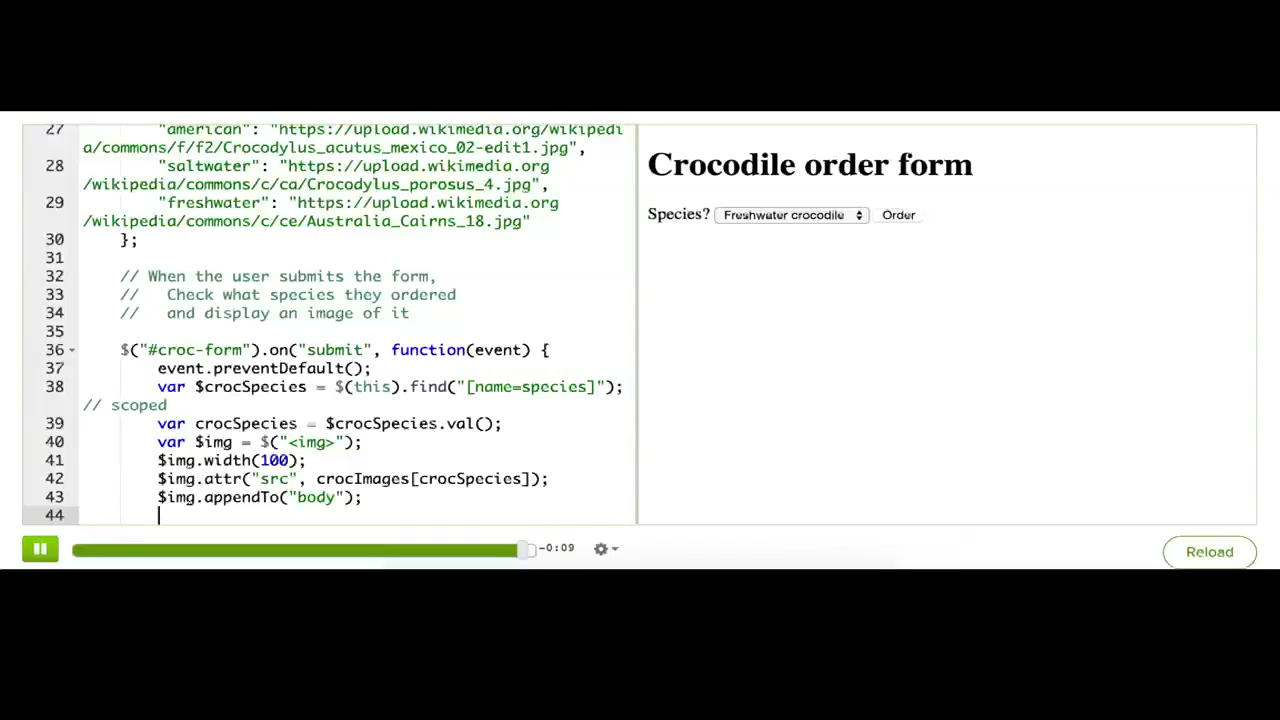 27 "american": "https://upload.wikimedia.org/wikipedi
a/commons/f/f2/Crocodylus_acutus_mexico_02-edit1.jpg",
28 "saltwater": "https://upload.wikimedia.org
/wikipedia/commons/c/ca/Crocodylus_porosus_4.jpg",
29 "freshwater": "https://upload.wikimedia.org
/wikipedia/commons/c/ce/Australia_Cairns_18.jpg"
30 };
31
32 // When the user submits the form,
33 //   Check what species they ordered
34 //   and display an image of it
35
36 $("#croc-form").on("submit", function(event) {
37 event.preventDefault();
38 var $crocSpecies = $(this).find("[name=species]");
// scoped
39 var crocSpecies = $crocSpecies.val();
40 var $img = $("<img>");
41 $img.width(100);
42 $img.attr("src", crocImages[crocSpecies]);
43 $img.appendTo("body");
44
Crocodile order form
Species? Freshwater crocodile Order
-0:09
Reload